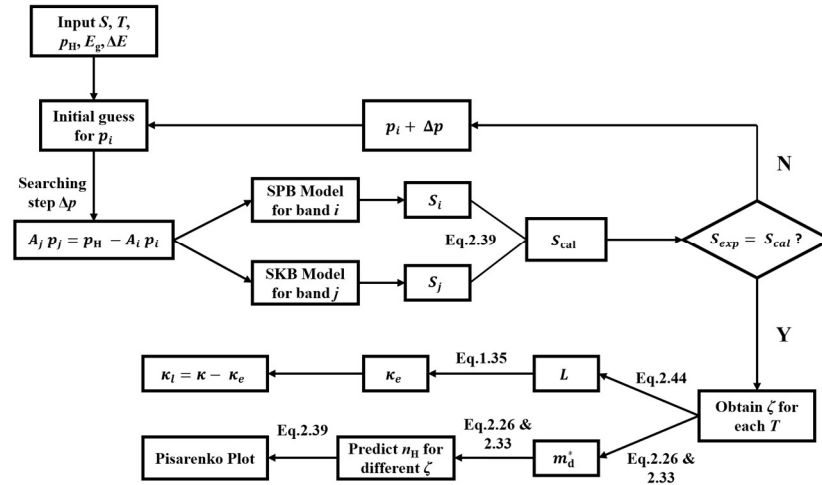 Input S, T,
p_H, E_g, ΔE
Initial guess
for p_i
p_i + Δp
N
Searching
step Δp
A_j p_j = p_H − A_i p_i
SPB Model
for band i
S_i
Eq.2.39
SKB Model
for band j
S_j
S_cal
S_exp = S_cal ?
Y
κ_l = κ − κ_e
Eq.1.35
κ_e
L
Eq.2.44
Obtain ζ for
each T
Pisarenko Plot
Eq.2.39
Predict n_H for
different ζ
Eq.2.26 &
2.33
m_d^*
Eq.2.26 &
2.33